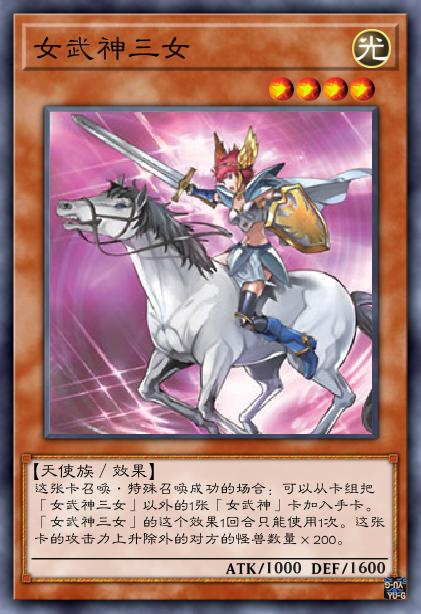 女武神三女
光
【天使族／效果】
这张卡召唤·特殊召唤成功的场合：可以从卡组把
「女武神三女」以外的1张「女武神」卡加入手卡。
「女武神三女」的这个效果1回合只能使用1次。这张
卡的攻击力上升除外的对方的怪兽数量×200。
ATK/1000 DEF/1600